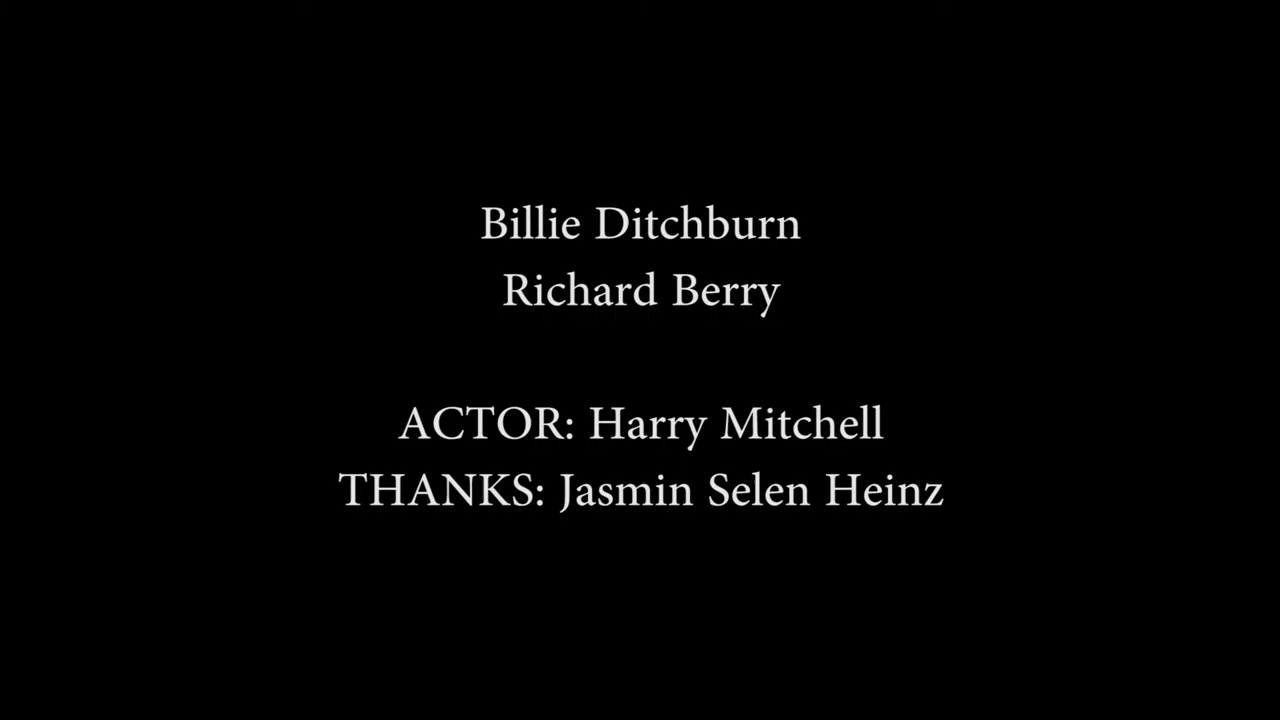 Billie Ditchburn
Richard Berry
ACTOR: Harry Mitchell
THANKS: Jasmin Selen Heinz